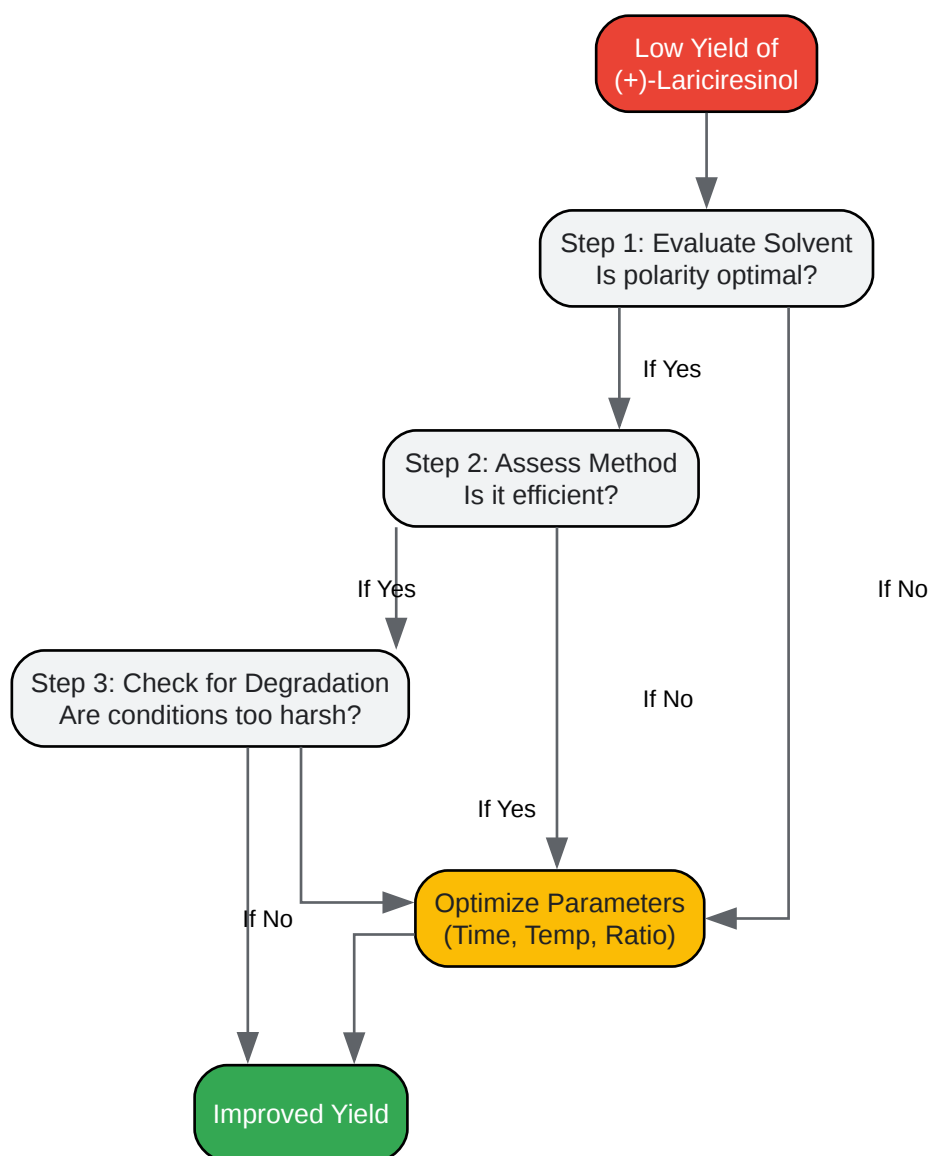 Low Yield of
(+)-Lariciresinol
Step 1: Evaluate Solvent
Is polarity optimal?
If Yes
Step 2: Assess Method
Is it efficient?
If Yes
If No
Step 3: Check for Degradation
Are conditions too harsh?
If No
If Yes
Optimize Parameters
(Time, Temp, Ratio)
If No
Improved Yield